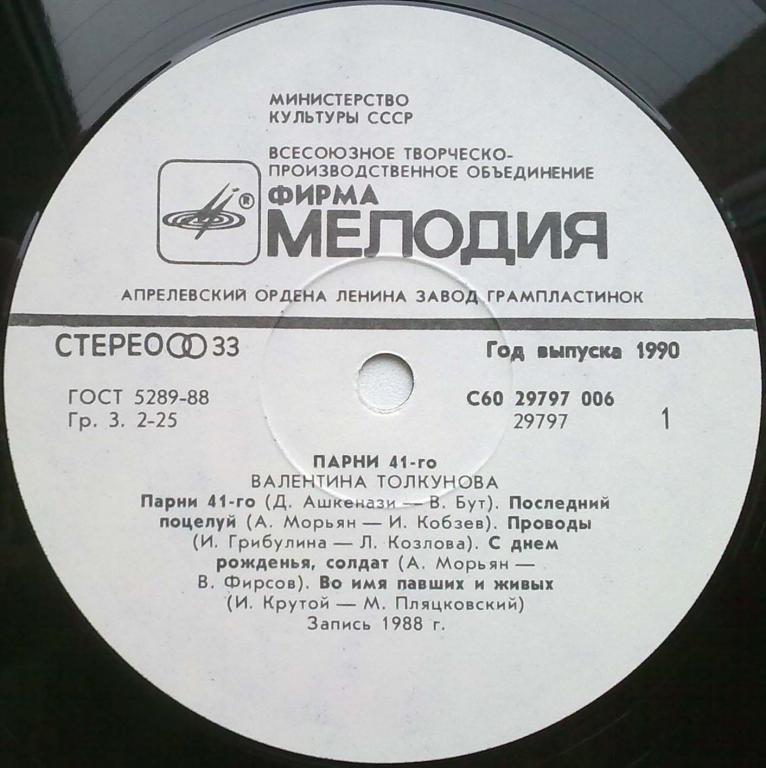 МИНИСТЕРСТВО
КУЛЬТУРЫ СССР
ВСЕСОЮЗНОЕ ТВОРЧЕСКО-
ПРОИЗВОДСТВЕННОЕ ОБЪЕДИНЕНИЕ
®
ФИРМА
МЕЛОДИЯ
АПРЕЛЕВСКИЙ ОРДЕНА ЛЕНИНА ЗАВОД ГРАМПЛАСТИНОК
СТЕРЕО 33
Год выпуска 1990
ГОСТ 5289-88
Гр. 3. 2-25
С60 29797 006
29797
1
ПАРНИ 41-го
ВАЛЕНТИНА ТОЛКУНОВА
Парни 41-го (Д. Ашкенази — В. Бут). Последний
поцелуй (А. Морьян — И. Кобзев). Проводы
(И. Грибулина — Л. Козлова). С днем
рожденья, солдат (А. Морьян —
В. Фирсов). Во имя павших и живых
(И. Крутой — М. Пляцковский)
Запись 1988 г.